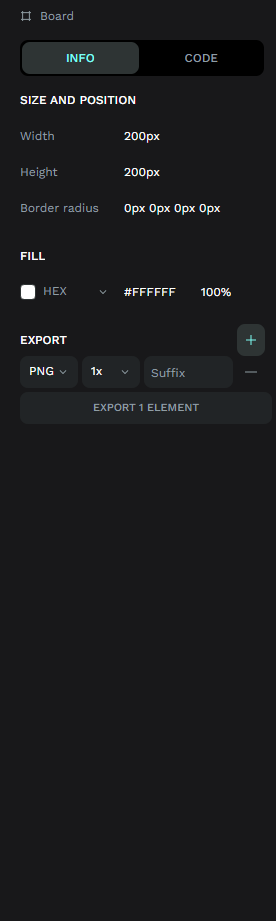 Board
INFO CODE
SIZE AND POSITION
Width 200px
Height 200px
Border radius 0px 0px 0px 0px
FILL
HEX #FFFFFF 100%
EXPORT
PNG 1x Suffix
EXPORT 1 ELEMENT